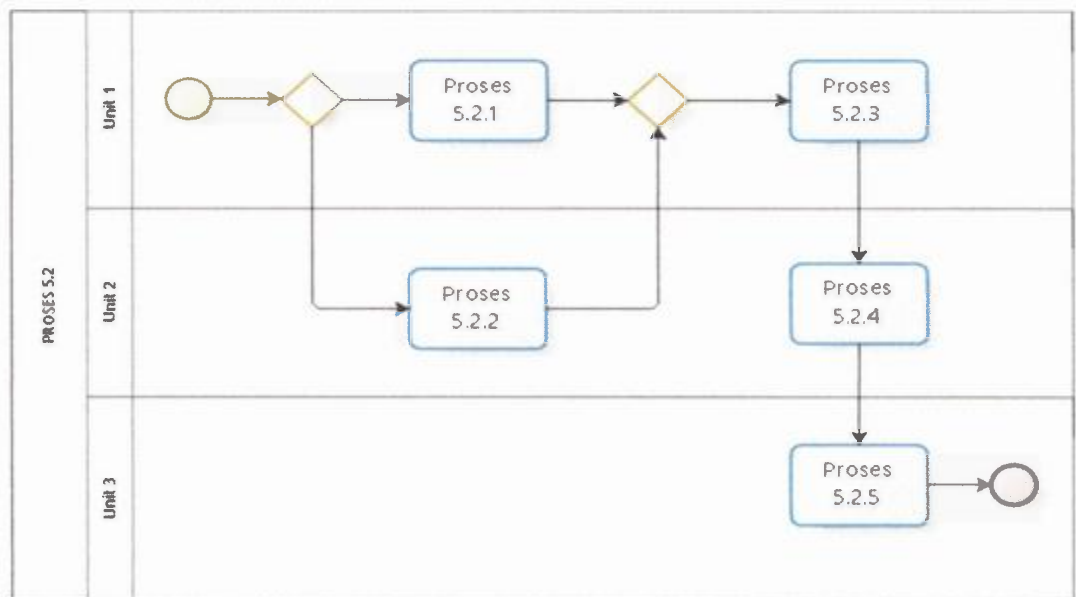 PROSES 5.2
Unit 1
Proses
5.2.1
Proses
5.2.3
Unit 2
Proses
5.2.2
Proses
5.2.4
Unit 3
Proses
5.2.5